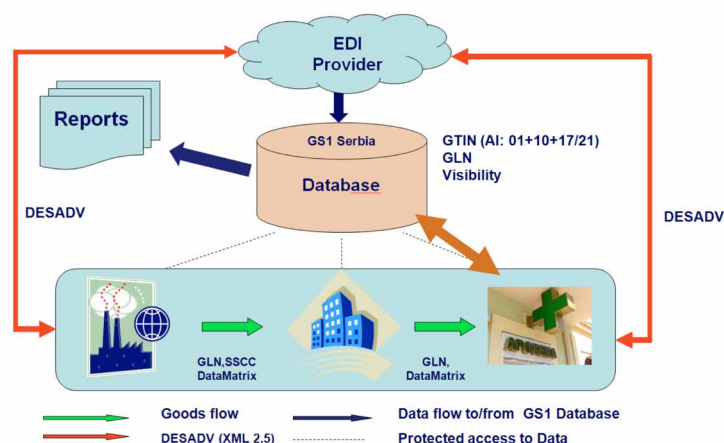 EDI
Provider
Reports
GS1 Serbia
Database
GTIN (AI: 01+10+17/21)
GLN
Visibility
DESADV
DESADV
APOTEKA
GLN,SSCC
DataMatrix
GLN,
DataMatrix
Goods flow
Data flow to/from GS1 Database
DESADV (XML 2.5)
Protected access to Data